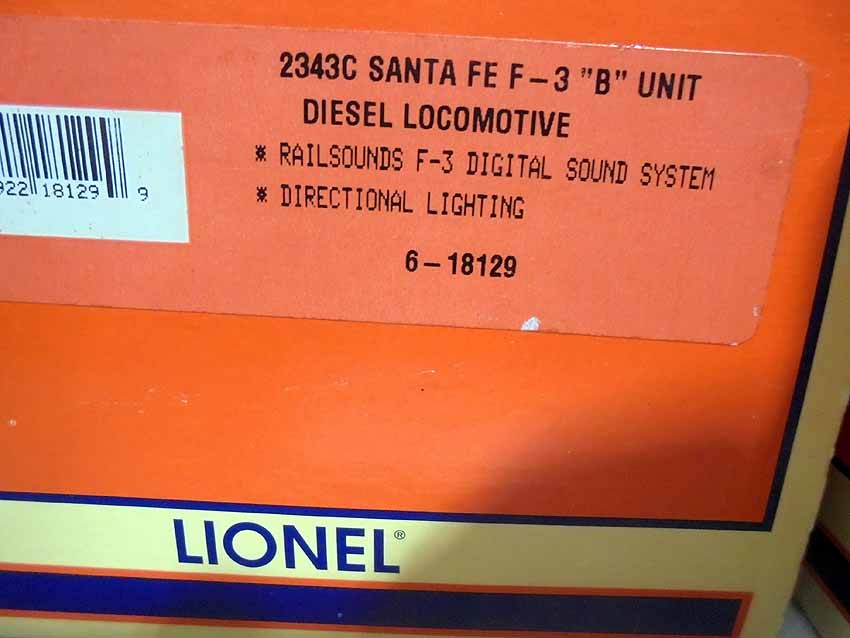 2343C SANTA FE F-3 "B" UNIT
DIESEL LOCOMOTIVE
* RAILSOUNDS F-3 DIGITAL SOUND SYSTEM
* DIRECTIONAL LIGHTING
6-18129
922 18129 9
LIONEL®